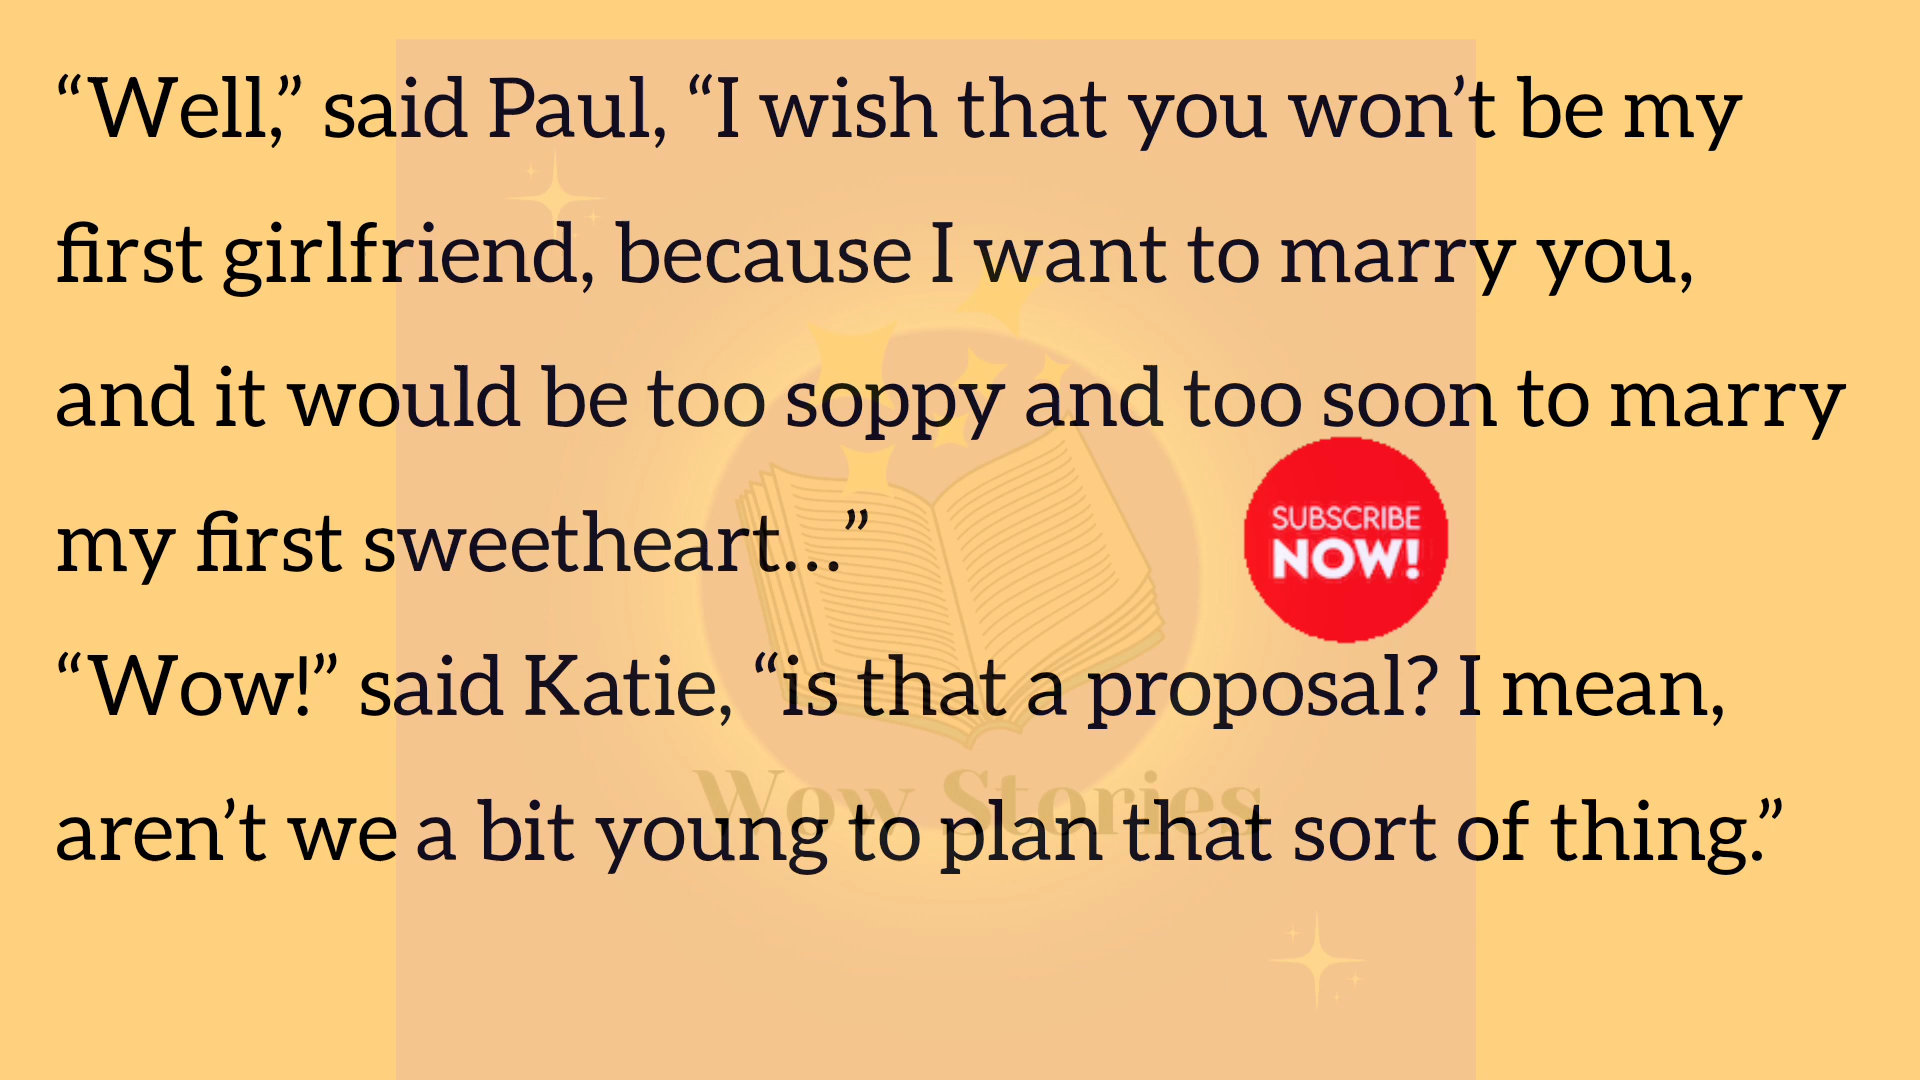 “Well,” said Paul, “I wish that you won’t be my
first girlfriend, because I want to marry you,
and it would be too soppy and too soon to marry
my first sweetheart...”
SUBSCRIBE
NOW!
“Wow!” said Katie, “is that a proposal? I mean,
Wow Stories
aren’t we a bit young to plan that sort of thing.”